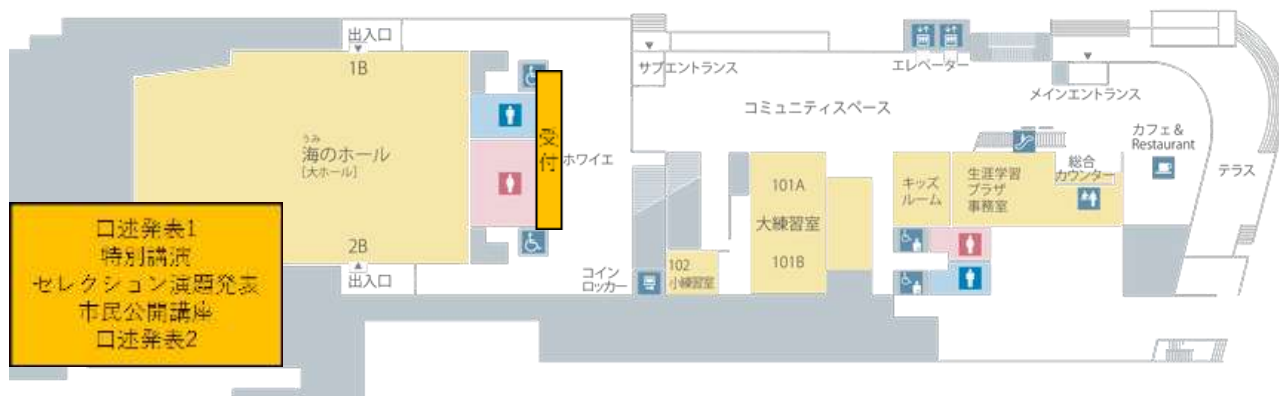 出入口
1B
うみ
海のホール
[大ホール]
2B
出入口
口述発表1
特別講演
セレクション演題発表
市民公開講座
口述発表2
受付
ホワイエ
サブエントランス
コミュニティスペース
エレベーター
メインエントランス
カフェ &
Restaurant
テラス
101A
大練習室
101B
102
小練習室
コイン
ロッカー
キッズ
ルーム
生涯学習
プラザ
事務室
総合
カウンター